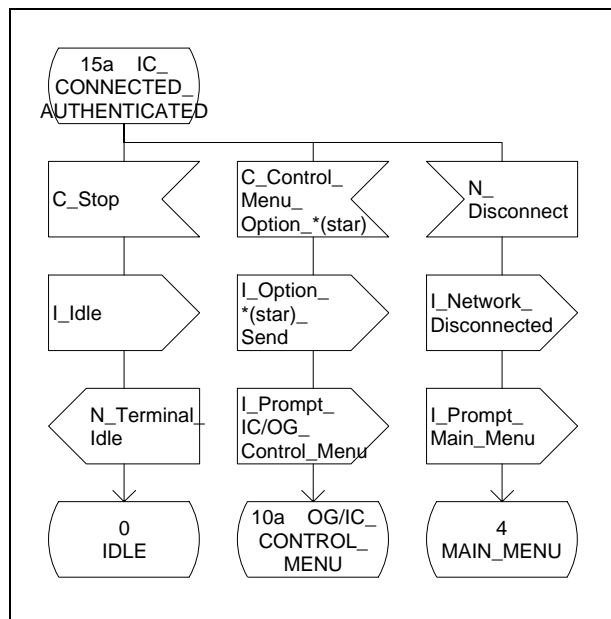 15a IC_
CONNECTED_
AUTHENTICATED
C_Stop
C_Control_
Menu_
Option_*(star)
N_
Disconnect
I_Idle
I_Option_
*(star)_
Send
I_Network_
Disconnected
N_Terminal_
Idle
I_Prompt_
IC/OG_
Control_Menu
I_Prompt_
Main_Menu
0
IDLE
10a OG/IC_
CONTROL_
MENU
4
MAIN_MENU